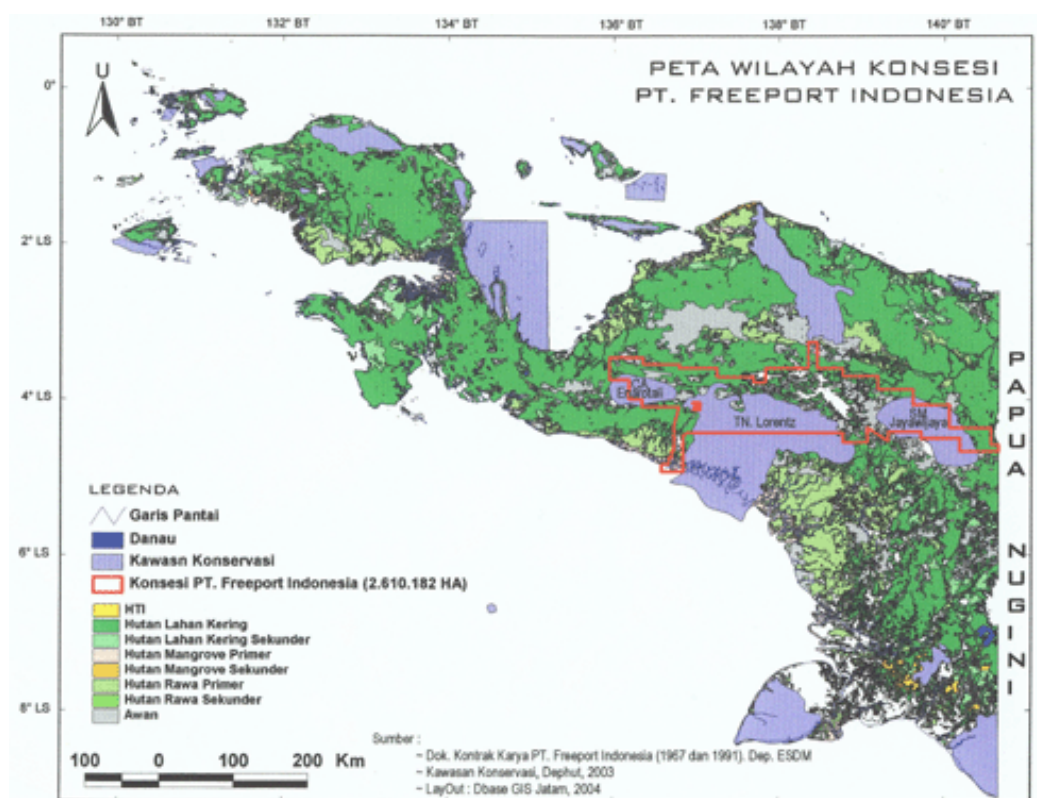 130° BT 132° BT 134° BT 136° BT 138° BT 140° BT
PETA WILAYAH KONSESI
PT. FREEPORT INDONESIA
U
0°
2° LS
4° LS
6° LS
8° LS
Enarotali
TN. Lorentz
SM
Jayawijaya
PAPUA NUGINI
LEGENDA
Garis Pantai
Danau
Kawasn Konservasi
Konsesi PT. Freeport Indonesia (2.610.182 HA)
HTI
Hutan Lahan Kering
Hutan Lahan Kering Sekunder
Hutan Mangrove Primer
Hutan Mangrove Sekunder
Hutan Rawa Primer
Hutan Rawa Sekunder
Awan
100 0 100 200 Km
Sumber :
~ Dok. Kontrak Karya PT. Freeport Indonesia (1967 dan 1991). Dep. ESDM
~ Kawasan Konservasi, Dephut, 2003
~ LayOut : Dbase GIS Jatam, 2004